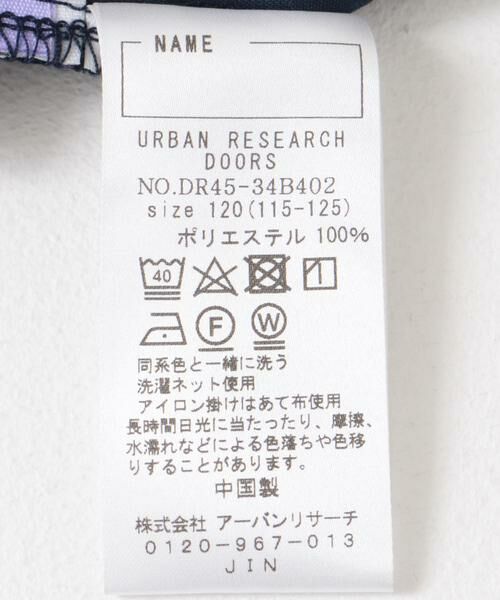 NAME
URBAN RESEARCH
DOORS
NO.DR45-34B402
size 120(115-125)
ポリエステル 100%
40
F W
同系色と一緒に洗う
洗濯ネット使用
アイロン掛けはあて布使用
長時間日光に当たったり、摩擦、
水濡れなどによる色落ちや色移
りすることがあります。
中国製
株式会社 アーバンリサーチ
0120-967-013
JIN